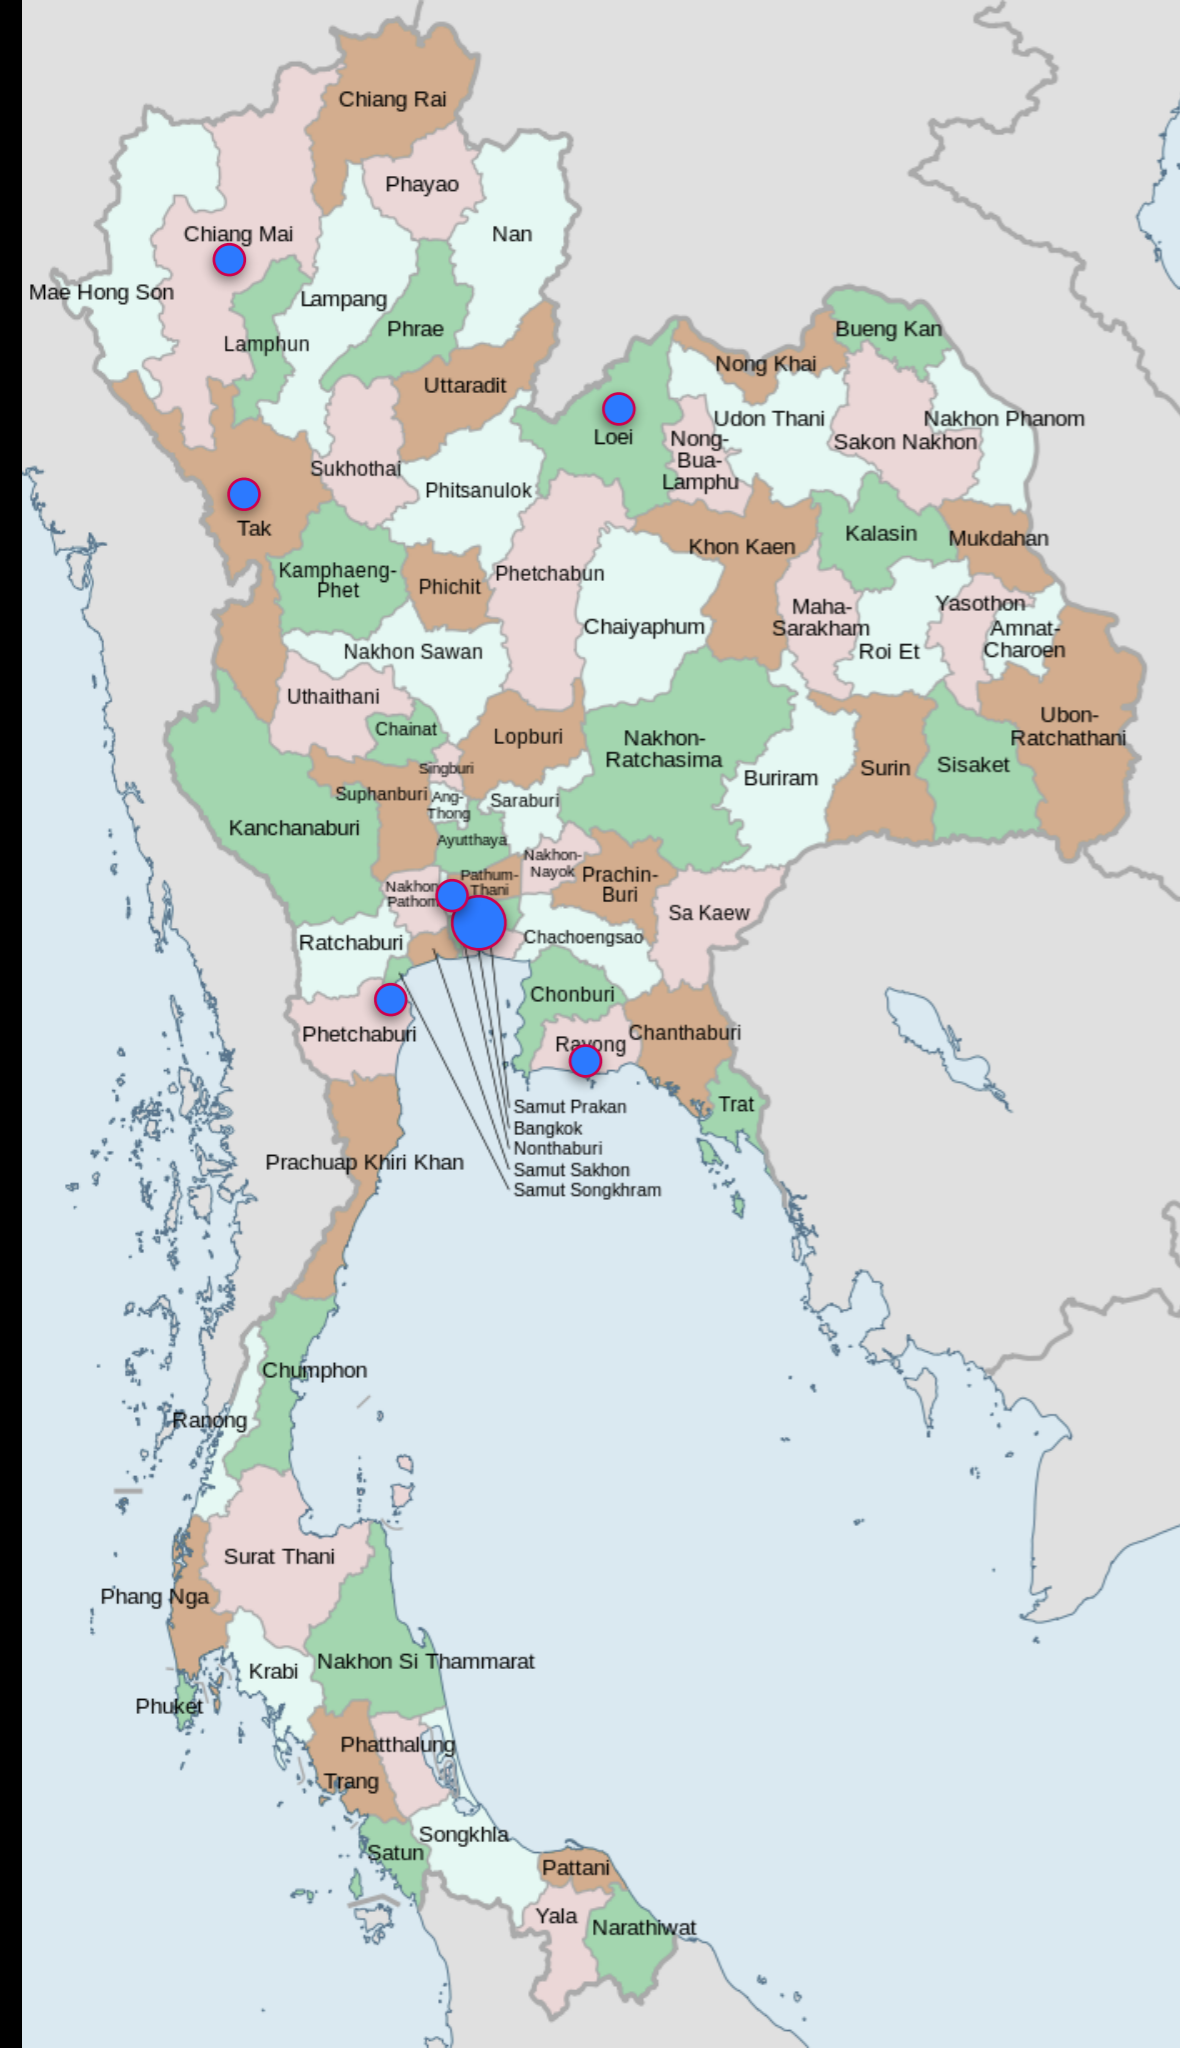 Chiang Rai
Phayao
Nan
Chiang Mai
Mae Hong Son
Lampang
Phrae
Lamphun
Uttaradit
Bueng Kan
Nong Khai
Loei
Udon Thani
Nakhon Phanom
Sakon Nakhon
Nong-
Bua-
Lamphu
Sukhothai
Phitsanulok
Tak
Kamphaeng-
Phet
Phichit
Phetchabun
Khon Kaen
Kalasin
Mukdahan
Chaiyaphum
Maha-
Sarakham
Roi Et
Yasothon
Amnat-
Charoen
Nakhon Sawan
Uthaithani
Chainat
Lopburi
Nakhon-
Ratchasima
Buriram
Surin
Sisaket
Ubon-
Ratchathani
Singburi
Suphanburi
Ang-
Thong
Saraburi
Kanchanaburi
Ayutthaya
Nakhon-
Nayok
Prachin-
Buri
Pathum-
Thani
Nakhon
Pathom
Sa Kaew
Ratchaburi
Chachoengsao
Chonburi
Phetchaburi
Rayong
Chanthaburi
Trat
Samut Prakan
Bangkok
Nonthaburi
Samut Sakhon
Samut Songkhram
Prachuap Khiri Khan
Chumphon
Ranong
Surat Thani
Phang Nga
Nakhon Si Thammarat
Krabi
Phuket
Phatthalung
Trang
Songkhla
Satun
Pattani
Yala
Narathiwat